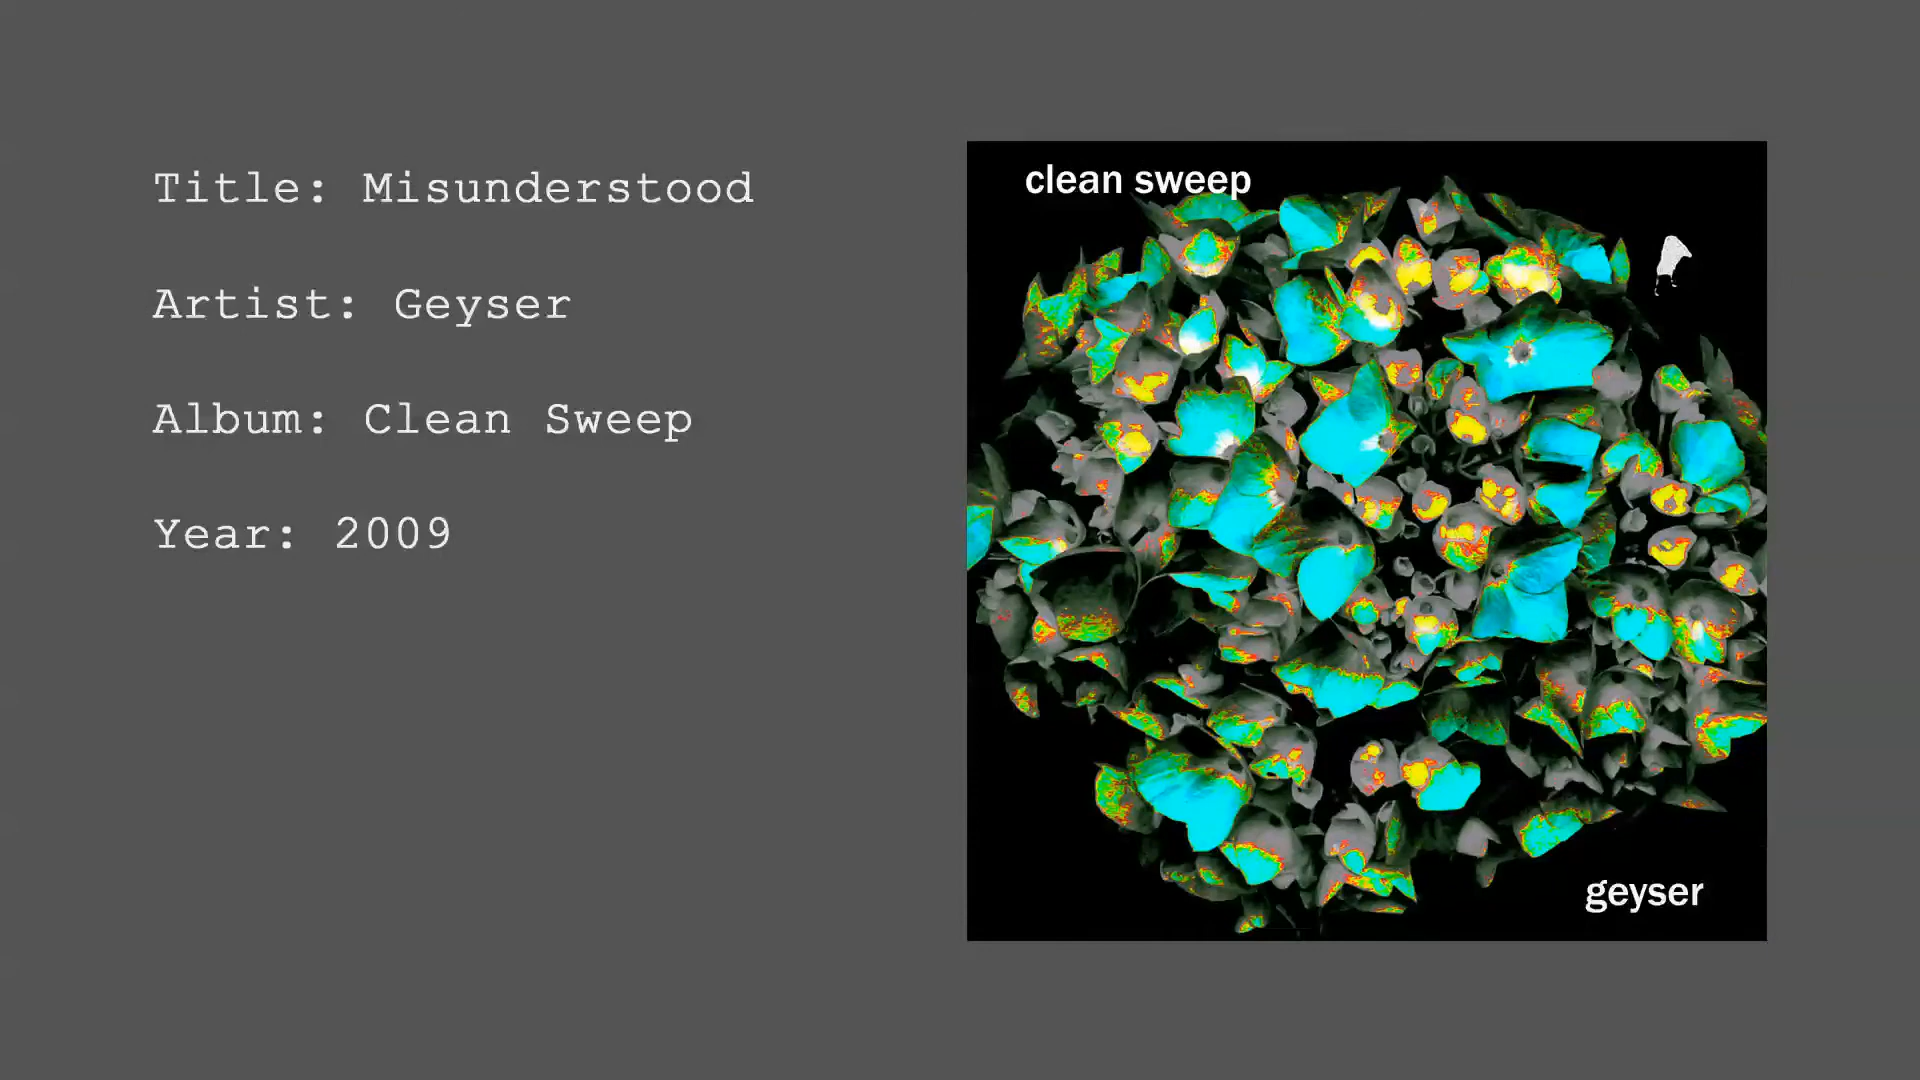 Title: Misunderstood
Artist: Geyser
Album: Clean Sweep
Year: 2009
clean sweep
geyser